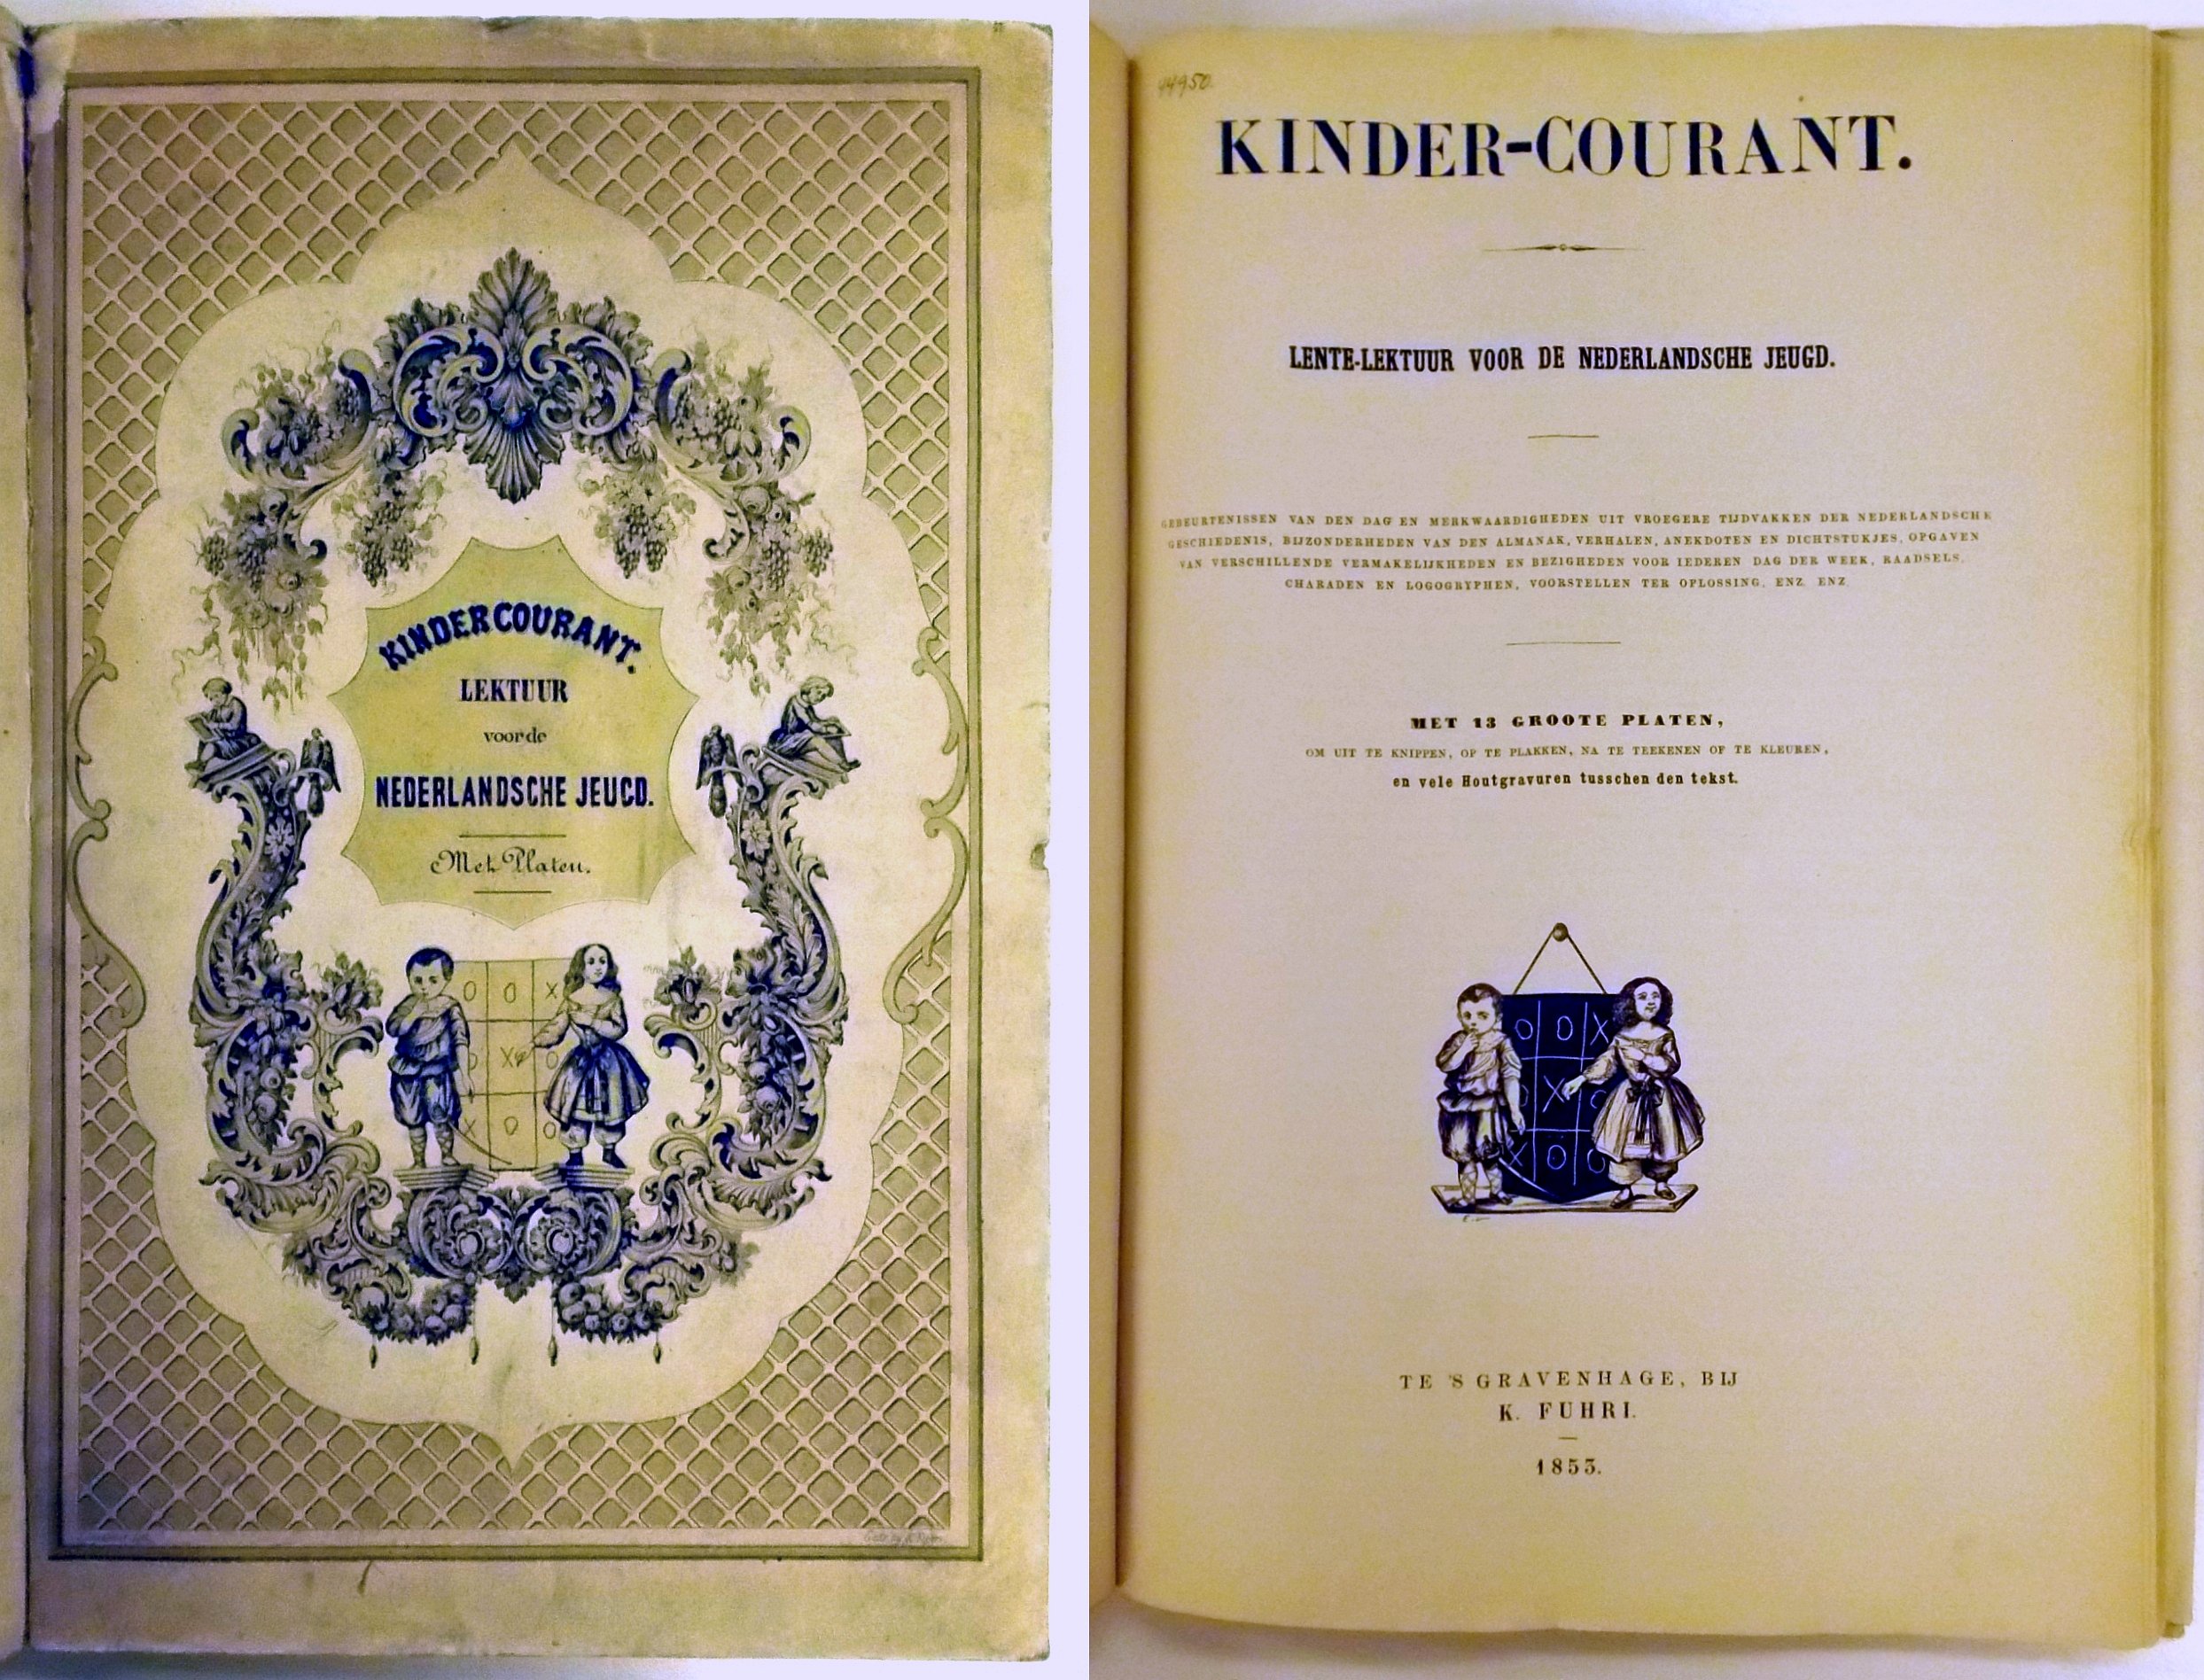 KINDERCOURANT.
LEKTUUR
voor de
NEDERLANDSCHE JEUGD.
Met Platen.
O O X
X O
X O O
44950.
KINDER-COURANT.
LENTE-LEKTUUR VOOR DE NEDERLANDSCHE JEUGD.
GEBEURTENISSEN VAN DEN DAG EN MERKWAARDIGHEDEN UIT VROEGERE TIJDVAKKEN DER NEDERLANDSCHE
GESCHIEDENIS, BIJZONDERHEDEN VAN DEN ALMANAK, VERHALEN, ANEKDOTEN EN DICHTSTUKJES, OPGAVEN
VAN VERSCHILLENDE VERMAKELIJKHEDEN EN BEZIGHEDEN VOOR IEDEREN DAG DER WEEK, RAADSELS,
CHARADEN EN LOGOGRYPHEN, VOORSTELLEN TER OPLOSSING, ENZ. ENZ.
MET 13 GROOTE PLATEN,
OM UIT TE KNIPPEN, OP TE PLAKKEN, NA TE TEEKENEN OF TE KLEUREN,
en vele Houtgravuren tusschen den tekst.
O O X
O X O
X O O
TE 'S GRAVENHAGE, BIJ
K. FUHRI.
1853.